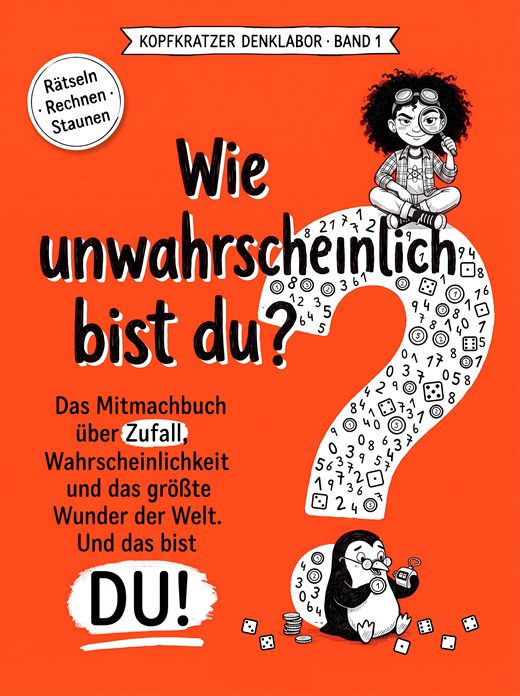 KOPFKRATZER DENKLABOR · BAND 1
Rätseln
· Rechnen ·
Staunen
Wie
unwahrscheinlich
bist du?
Das Mitmachbuch
über Zufall,
Wahrscheinlichkeit
und das größte
Wunder der Welt.
Und das bist
DU!